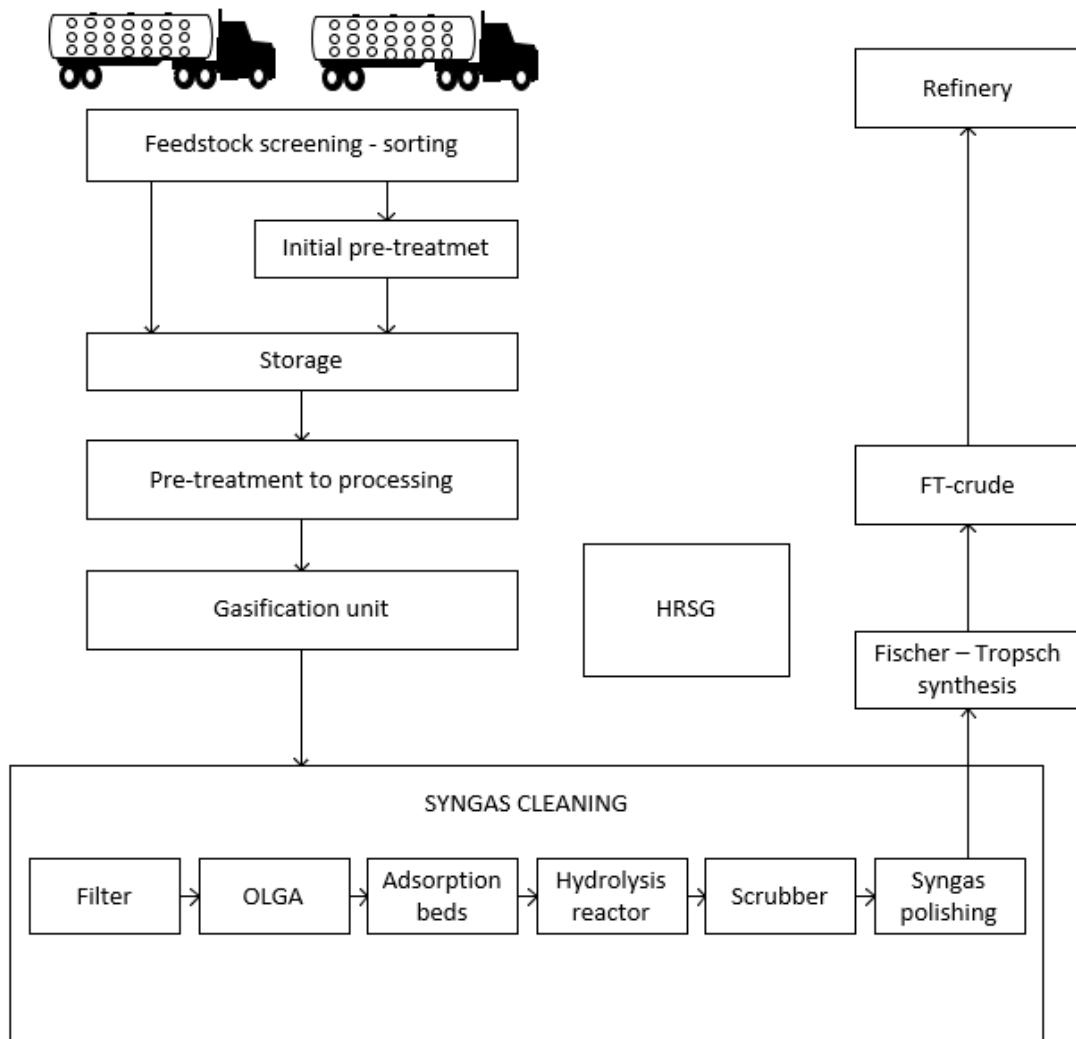 Feedstock screening - sorting
Initial pre-treatmet
Storage
Pre-treatment to processing
Gasification unit
HRSG
Refinery
FT-crude
Fischer – Tropsch
synthesis
SYNGAS CLEANING
Filter
OLGA
Adsorption
beds
Hydrolysis
reactor
Scrubber
Syngas
polishing